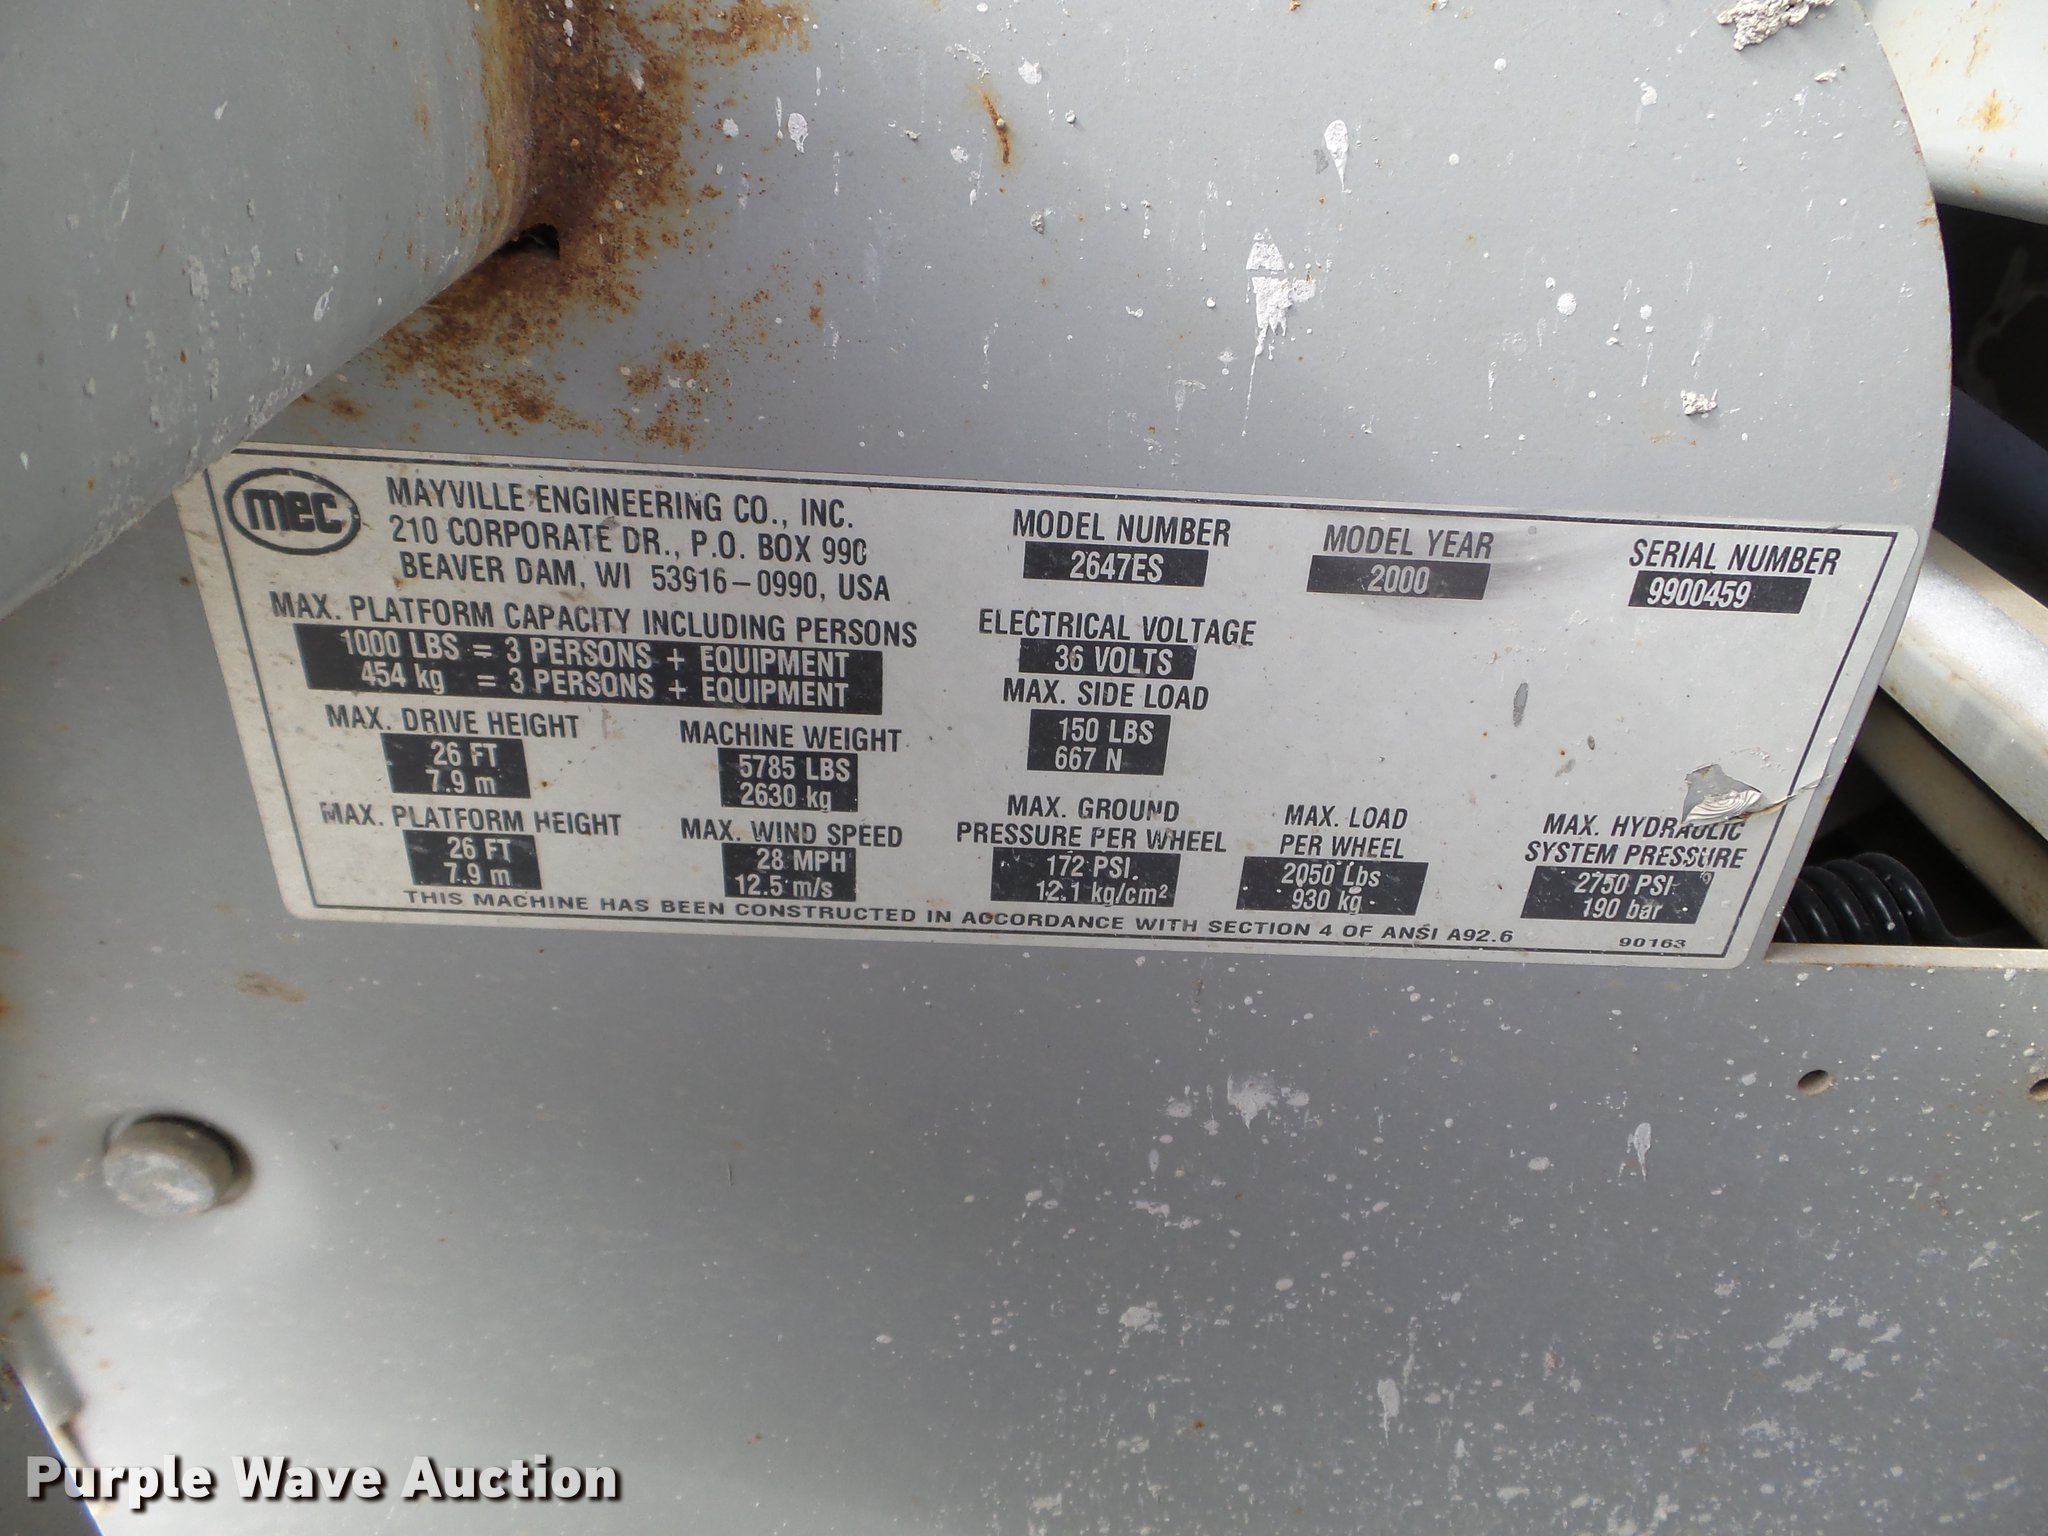 mec
MAYVILLE ENGINEERING CO., INC.
210 CORPORATE DR., P.O. BOX 990
BEAVER DAM, WI 53916-0990, USA
MODEL NUMBER
2647ES
MODEL YEAR
2000
SERIAL NUMBER
9900459
MAX. PLATFORM CAPACITY INCLUDING PERSONS
1000 LBS = 3 PERSONS + EQUIPMENT
454 kg = 3 PERSONS + EQUIPMENT
ELECTRICAL VOLTAGE
36 VOLTS
MAX. SIDE LOAD
150 LBS
667 N
MAX. DRIVE HEIGHT
26 FT
7.9 m
MACHINE WEIGHT
5785 LBS
2630 kg
MAX. PLATFORM HEIGHT
26 FT
7.9 m
MAX. WIND SPEED
28 MPH
12.5 m/s
MAX. GROUND
PRESSURE PER WHEEL
172 PSI.
12.1 kg/cm²
MAX. LOAD
PER WHEEL
2050 Lbs
930 kg
MAX. HYDRAULIC
SYSTEM PRESSURE
2750 PSI
190 bar
THIS MACHINE HAS BEEN CONSTRUCTED IN ACCORDANCE WITH SECTION 4 OF ANSI A92.6
90163
Purple Wave Auction